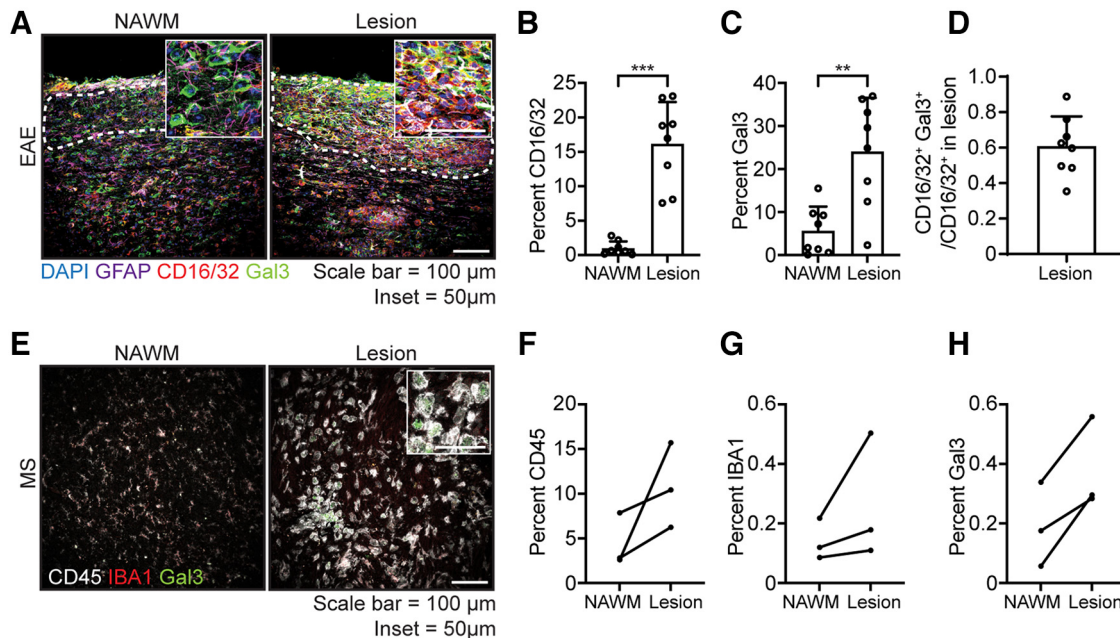 A
NAWM
Lesion
EAE
DAPI GFAP CD16/32 Gal3
Scale bar = 100 µm
Inset = 50µm
B
Percent CD16/32
25
20
15
10
5
0
***
NAWM
Lesion
C
Percent Gal3
40
30
20
10
0
**
NAWM
Lesion
D
CD16/32⁺ Gal3⁺
/CD16/32⁺ in lesion
1.0
0.8
0.6
0.4
0.2
0
Lesion
E
NAWM
Lesion
MS
CD45 IBA1 Gal3
Scale bar = 100 µm
Inset = 50µm
F
Percent CD45
20
15
10
5
0
NAWM Lesion
G
Percent IBA1
0.6
0.4
0.2
0
NAWM Lesion
H
Percent Gal3
0.6
0.4
0.2
0
NAWM Lesion